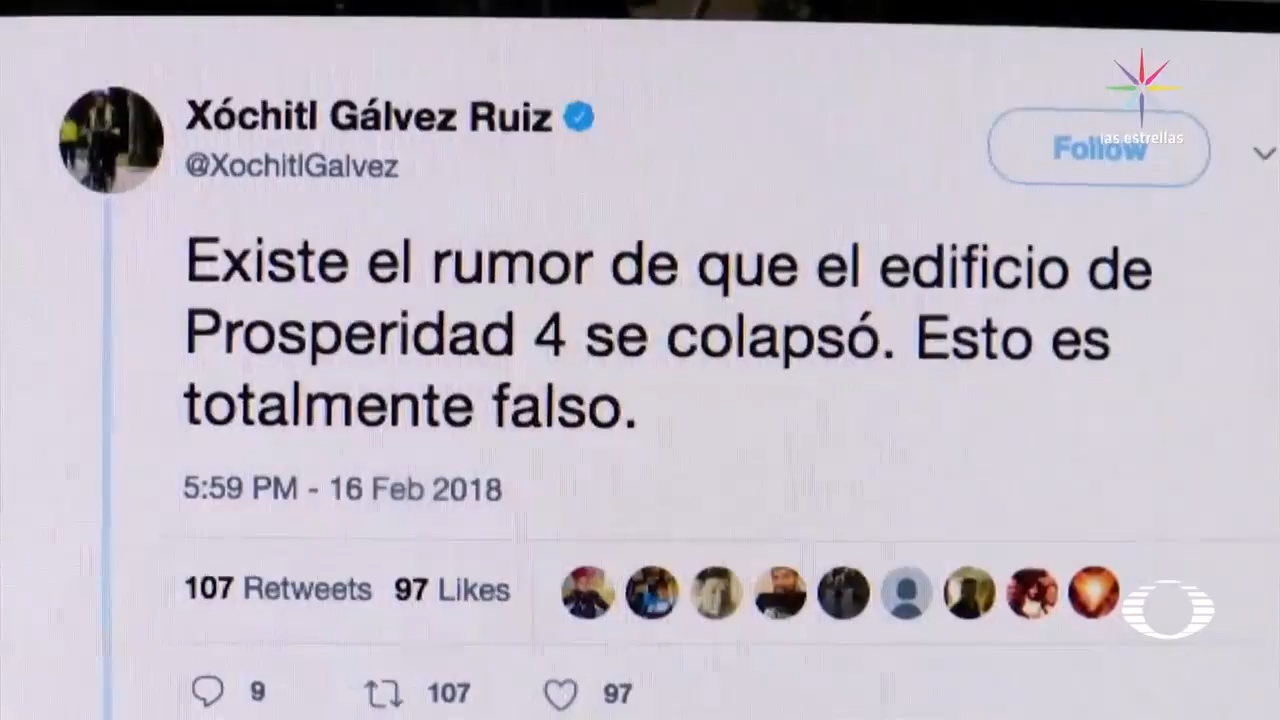 Xóchitl Gálvez Ruiz
@XochitlGalvez
Follow
las estrellas
Existe el rumor de que el edificio de
Prosperidad 4 se colapsó. Esto es
totalmente falso.
5:59 PM - 16 Feb 2018
107 Retweets 97 Likes
9 107 97